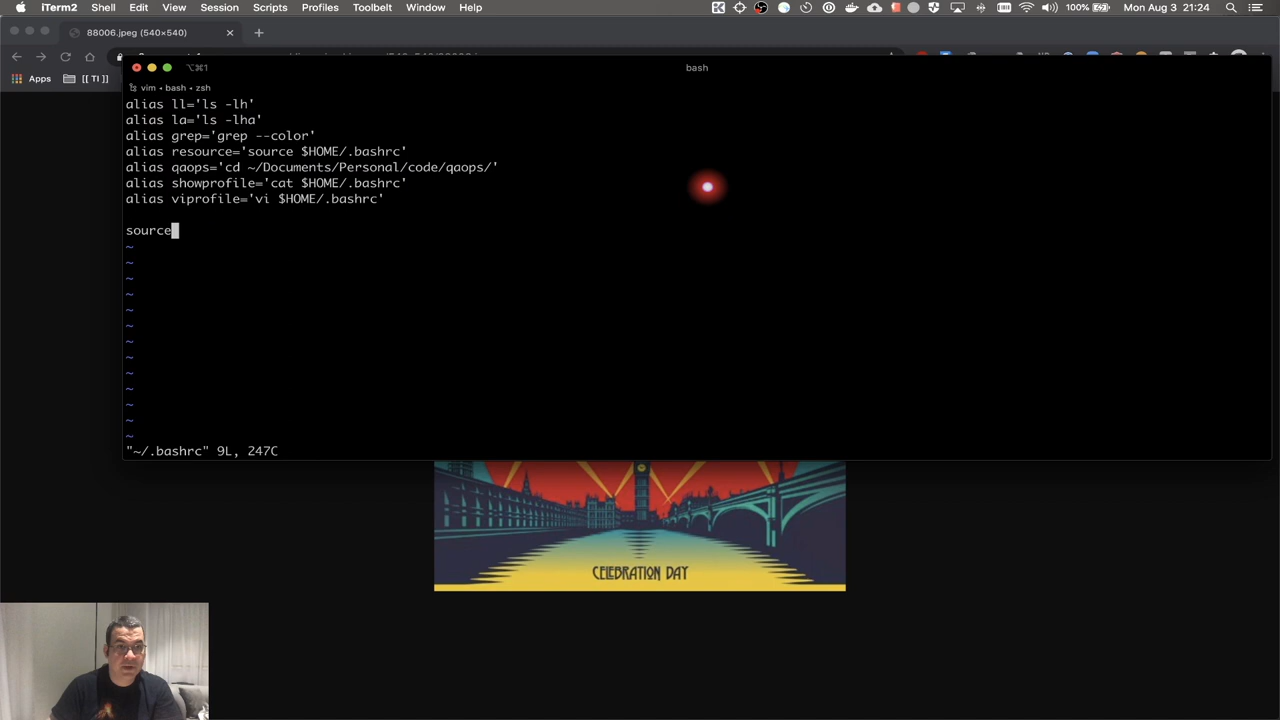 iTerm2 Shell Edit View Session Scripts Profiles Toolbelt Window Help 100% Mon Aug 3 21:24
88006.jpeg (540×540)
Apps [[ TI ]]
⌥⌘1 bash
vim • bash • zsh
alias ll='ls -lh'
alias la='ls -lha'
alias grep='grep --color'
alias resource='source $HOME/.bashrc'
alias qaops='cd ~/Documents/Personal/code/qaops/'
alias showprofile='cat $HOME/.bashrc'
alias viprofile='vi $HOME/.bashrc'
source
~
~
~
~
~
~
~
~
~
~
~
~
~
"~/.bashrc" 9L, 247C
CELEBRATION DAY